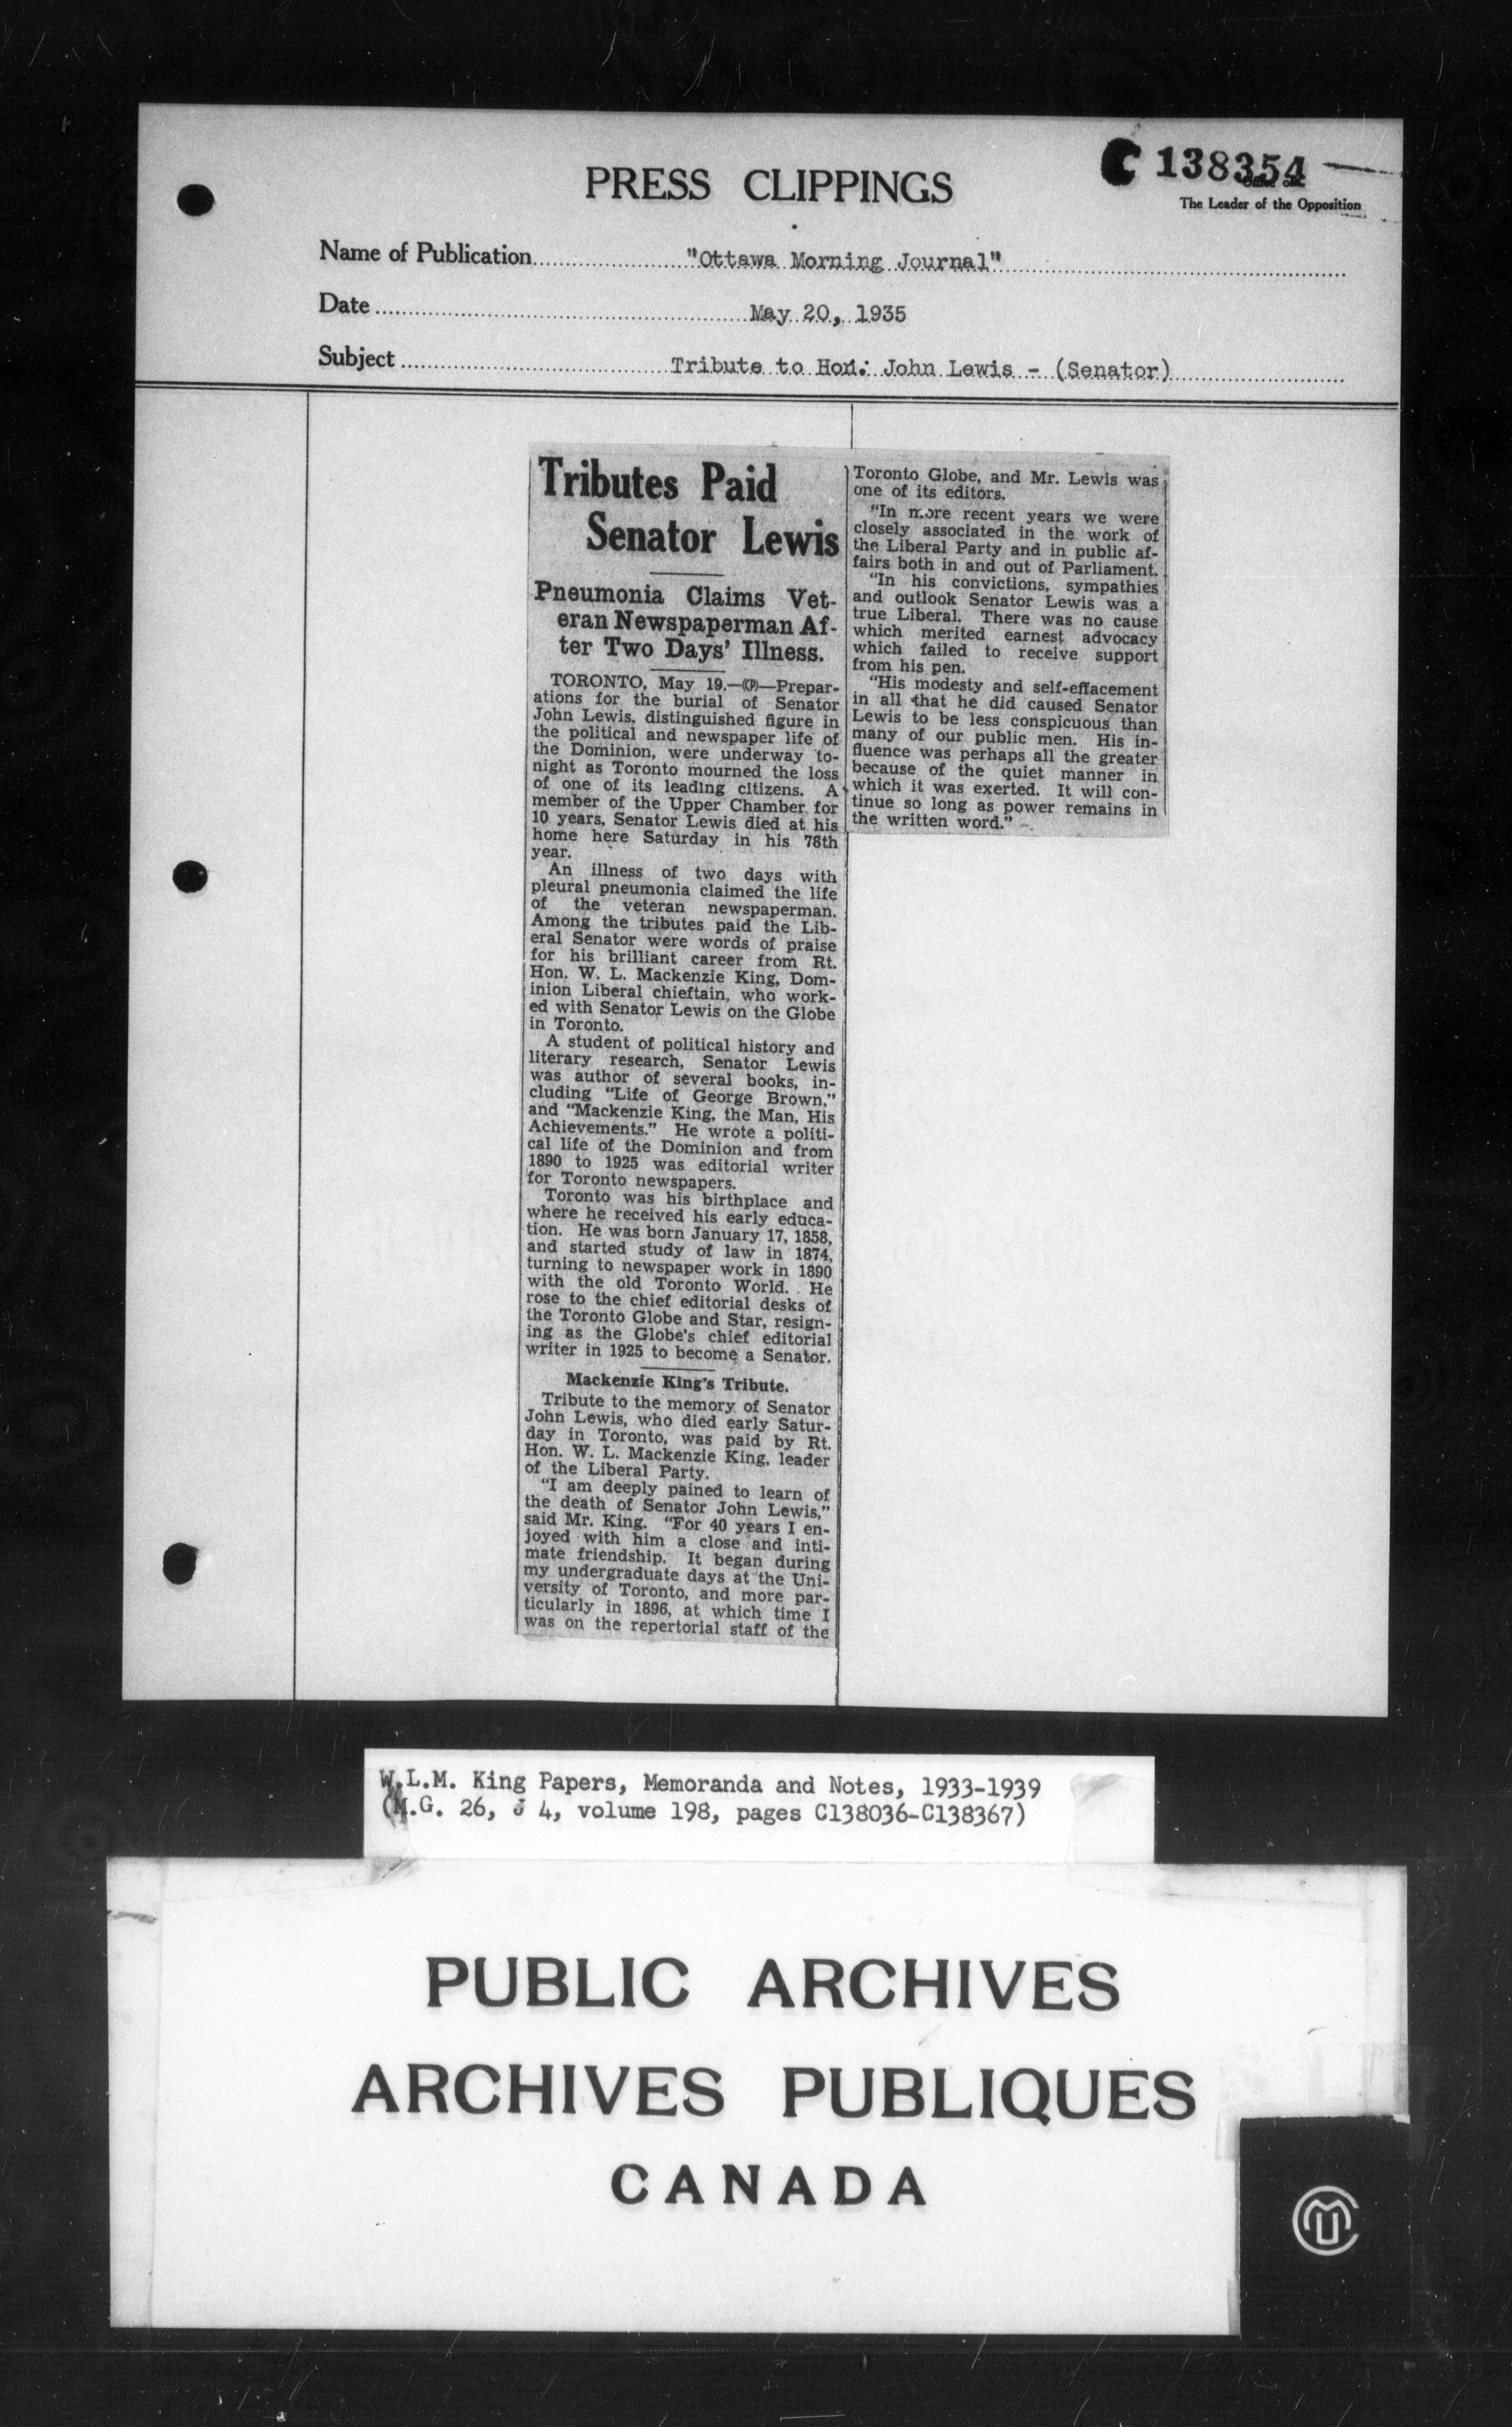 PRESS CLIPPINGS
C 138354
Office of
The Leader of the Opposition
Name of Publication "Ottawa Morning Journal"
Date May 20, 1935
Subject Tribute to Hon. John Lewis - (Senator)
Tributes Paid
Senator Lewis
Pneumonia Claims Vet-
eran Newspaperman Af-
ter Two Days' Illness.
TORONTO, May 19.—(CP)—Prepar-
ations for the burial of Senator
John Lewis, distinguished figure in
the political and newspaper life of
the Dominion, were underway to-
night as Toronto mourned the loss
of one of its leading citizens. A
member of the Upper Chamber for
10 years, Senator Lewis died at his
home here Saturday in his 78th
year.
An illness of two days with
pleural pneumonia claimed the life
of the veteran newspaperman.
Among the tributes paid the Lib-
eral Senator were words of praise
for his brilliant career from Rt.
Hon. W. L. Mackenzie King, Dom-
inion Liberal chieftain, who work-
ed with Senator Lewis on the Globe
in Toronto.
A student of political history and
literary research, Senator Lewis
was author of several books, in-
cluding "Life of George Brown,"
and "Mackenzie King, the Man, His
Achievements." He wrote a politi-
cal life of the Dominion and from
1890 to 1925 was editorial writer
for Toronto newspapers.
Toronto was his birthplace and
where he received his early educa-
tion. He was born January 17, 1858,
and started study of law in 1874,
turning to newspaper work in 1890
with the old Toronto World. He
rose to the chief editorial desks of
the Toronto Globe and Star, resign-
ing as the Globe's chief editorial
writer in 1925 to become a Senator.
Mackenzie King's Tribute.
Tribute to the memory of Senator
John Lewis, who died early Satur-
day in Toronto, was paid by Rt.
Hon. W. L. Mackenzie King, leader
of the Liberal Party.
"I am deeply pained to learn of
the death of Senator John Lewis,"
said Mr. King. "For 40 years I en-
joyed with him a close and inti-
mate friendship. It began during
my undergraduate days at the Uni-
versity of Toronto, and more par-
ticularly in 1896, at which time I
was on the repertorial staff of the
Toronto Globe, and Mr. Lewis was
one of its editors.
"In more recent years we were
closely associated in the work of
the Liberal Party and in public af-
fairs both in and out of Parliament.
"In his convictions, sympathies
and outlook Senator Lewis was a
true Liberal. There was no cause
which merited earnest advocacy
which failed to receive support
from his pen.
"His modesty and self-effacement
in all that he did caused Senator
Lewis to be less conspicuous than
many of our public men. His in-
fluence was perhaps all the greater
because of the quiet manner in
which it was exerted. It will con-
tinue so long as power remains in
the written word."
W.L.M. King Papers, Memoranda and Notes, 1933-1939
(M.G. 26, J 4, volume 198, pages C138036-C138367)
PUBLIC ARCHIVES
ARCHIVES PUBLIQUES
CANADA